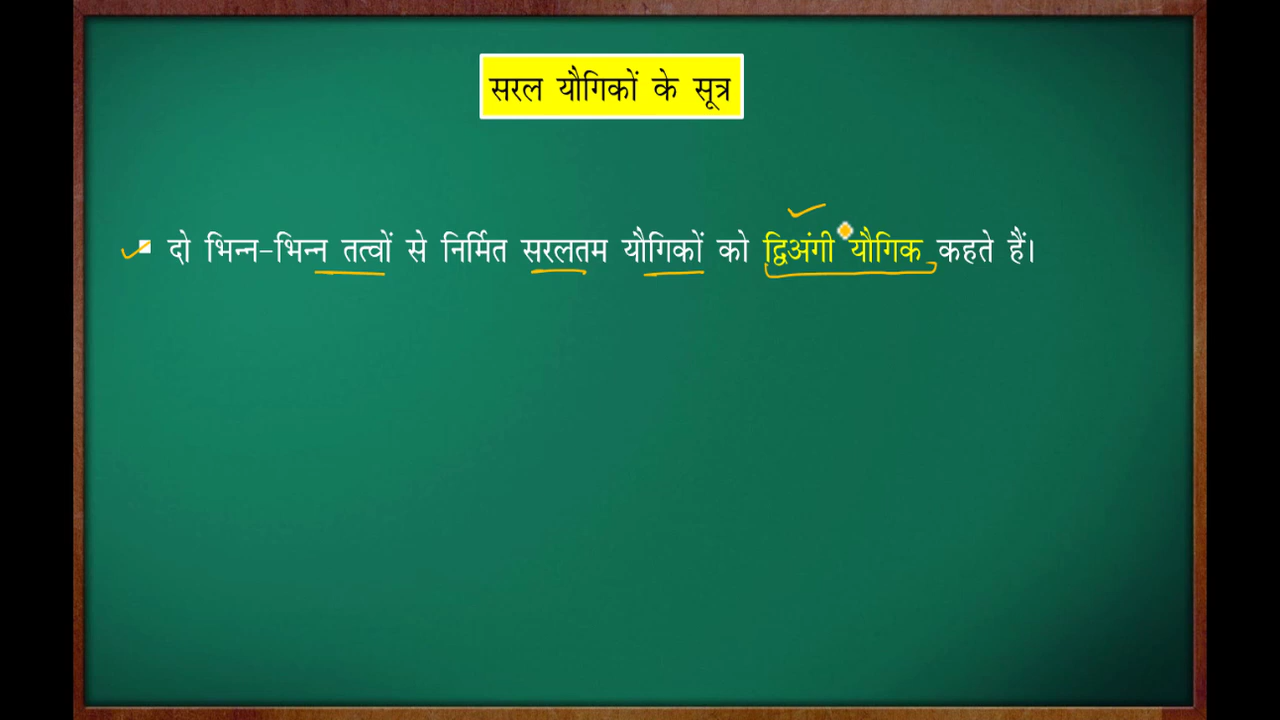 सरल यौगिकों के सूत्र
दो भिन्न-भिन्न तत्वों से निर्मित सरलतम यौगिकों को द्विअंगी यौगिक कहते हैं।